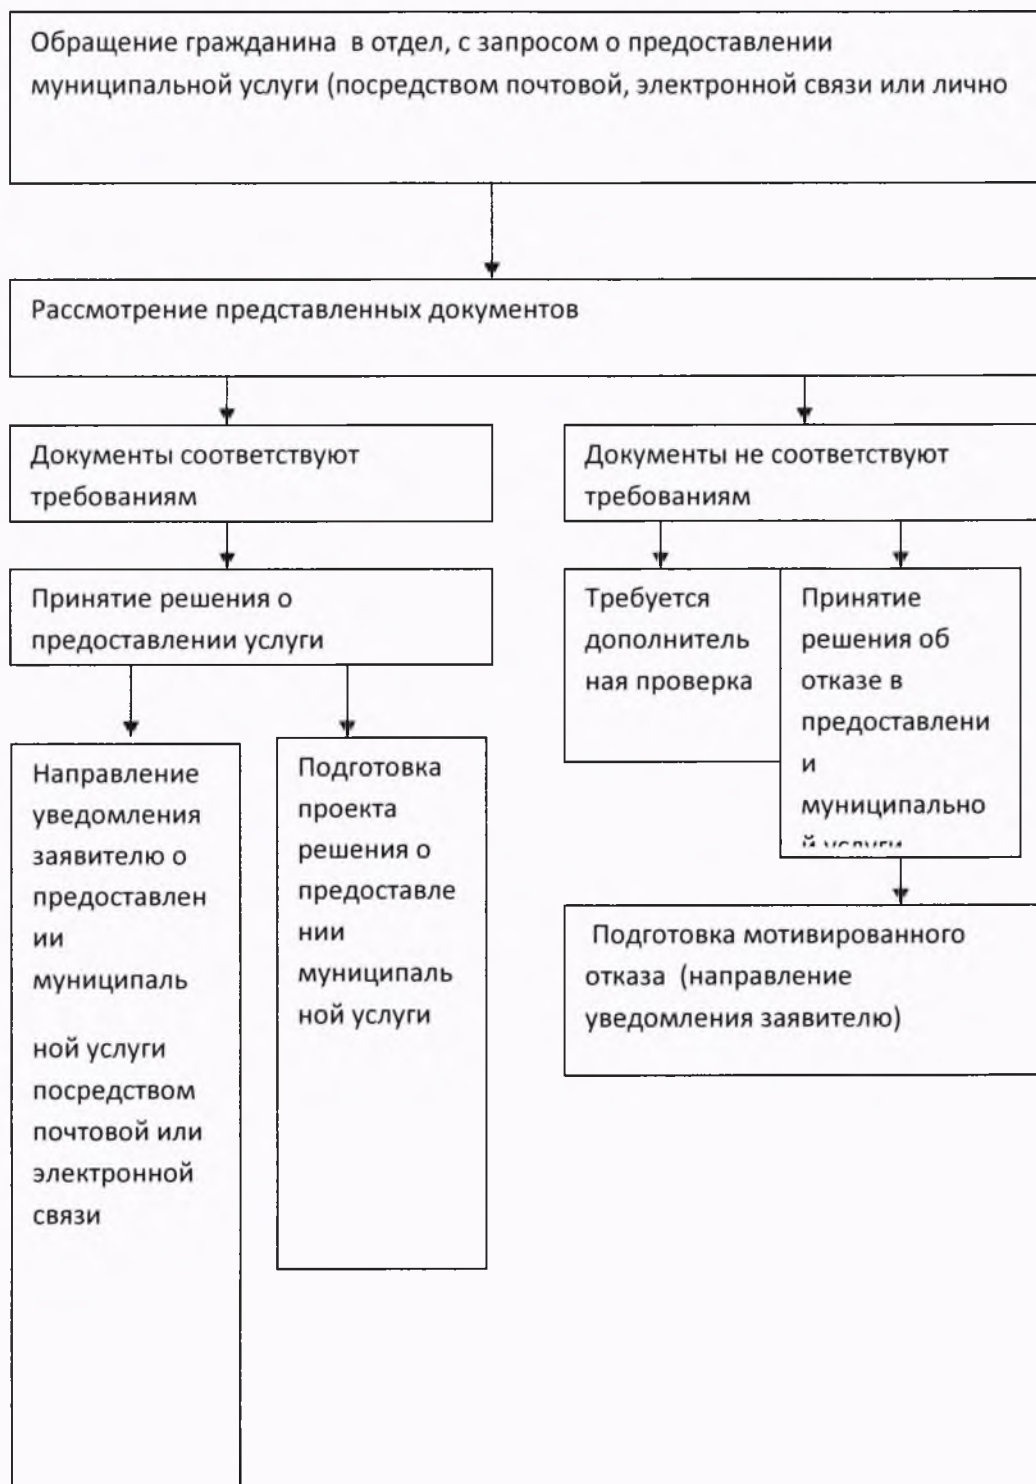 Обращение гражданина  в отдел, с запросом о предоставлении
муниципальной услуги (посредством почтовой, электронной связи или лично
Рассмотрение представленных документов
Документы соответствуют
требованиям
Документы не соответствуют
требованиям
Принятие решения о
предоставлении услуги
Требуется
дополнитель
ная проверка
Принятие
решения об
отказе в
предоставлени
и
муниципально
й услуги
Направление
уведомления
заявителю о
предоставлен
ии
муниципаль
ной услуги
посредством
почтовой или
электронной
связи
Подготовка
проекта
решения о
предоставле
нии
муниципаль
ной услуги
Подготовка мотивированного
отказа  (направление
уведомления заявителю)